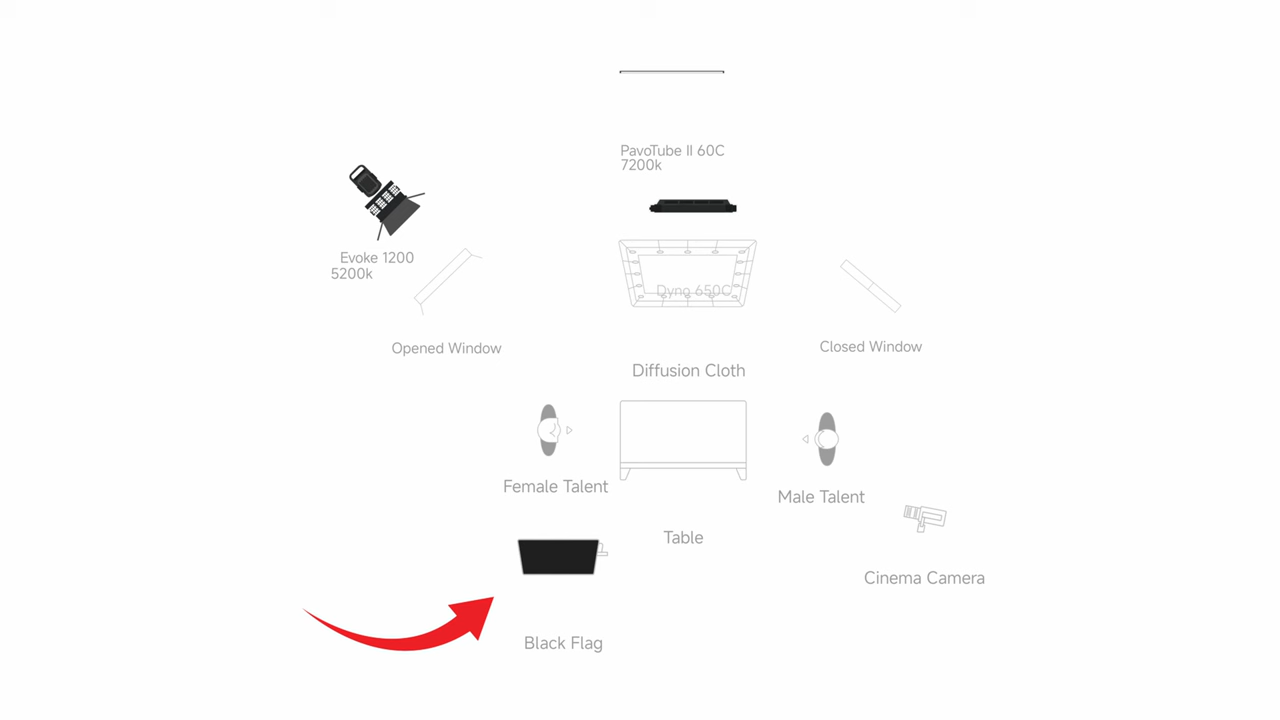 PavoTube II 60C
7200k
Evoke 1200
5200k
Dyno 650C
Opened Window
Closed Window
Diffusion Cloth
Female Talent
Male Talent
Table
Cinema Camera
Black Flag